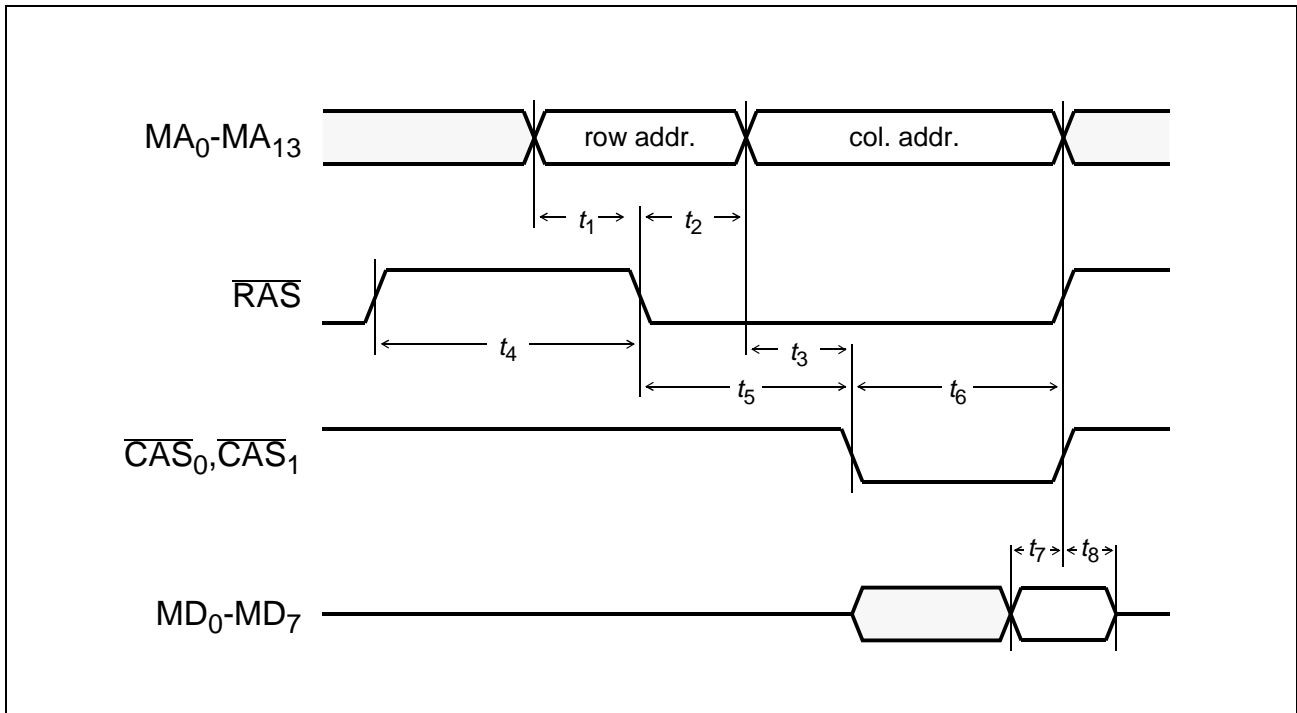 MA0-MA13
row addr.
col. addr.
t1
t2
RAS
t4
t3
t5
t6
CAS0,CAS1
t7
t8
MD0-MD7